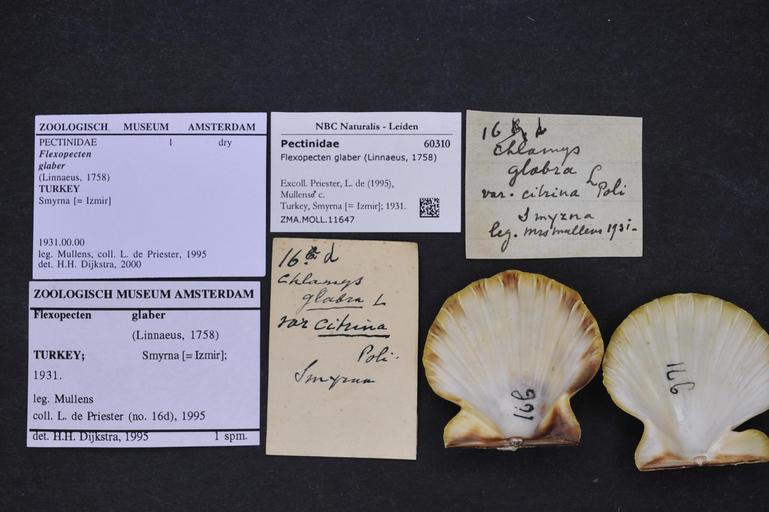 ZOOLOGISCH MUSEUM AMSTERDAM
PECTINIDAE 1 dry
Flexopecten
glaber
(Linnaeus, 1758)
TURKEY
Smyrna [= Izmir]
1931.00.00
leg. Mullens, coll. L. de Priester, 1995
det. H.H. Dijkstra, 2000
NBC Naturalis - Leiden
Pectinidae 60310
Flexopecten glaber (Linnaeus, 1758)
Excoll. Priester, L. de (1995),
Mullens c.
Turkey, Smyrna [= Izmir]; 1931.
ZMA.MOLL.11647
16 d
Chlamys
glabra L
var. citrina Poli
Smyrna
leg. Mrs mullens 1931-
ZOOLOGISCH MUSEUM AMSTERDAM
Flexopecten glaber
(Linnaeus, 1758)
TURKEY; Smyrna [= Izmir];
1931.
leg. Mullens
coll. L. de Priester (no. 16d), 1995
det. H.H. Dijkstra, 1995 1 spm.
16 d
Chlamys
glabra L
var citrina
Poli.
Smyrna